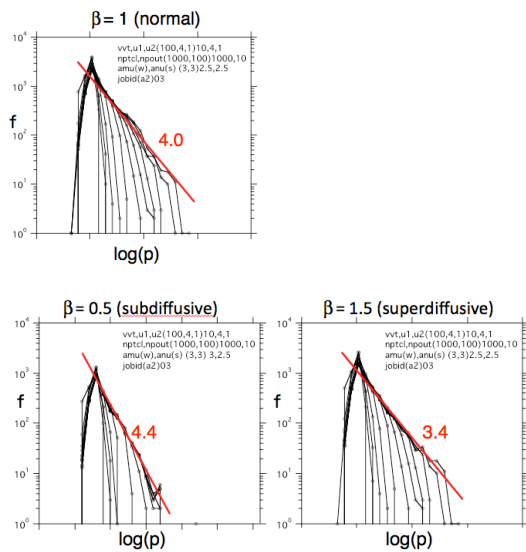 β = 1 (normal)
10⁴
10³
10²
10¹
10⁰
f
vvt,u1,u2(100,4,1)10,4,1
nptcl,npout(1000,100)1000,10
amu(w),anu(s) (3,3)2.5,2.5
jobid(a2)03
4.0
log(p)
β = 0.5 (subdiffusive)
10⁴
10³
10²
10¹
10⁰
f
vvt,u1,u2(100,4,1)10,4,1
nptcl,npout(1000,100)1000,10
amu(w),anu(s) (3,3) 3,2.5
jobid(a2)03
4.4
log(p)
β = 1.5 (superdiffusive)
10⁴
10³
10²
10¹
10⁰
f
vvt,u1,u2(100,4,1)10,4,1
nptcl,npout(1000,100)1000,10
amu(w),anu(s) (3,3)2.5,2.5
jobid(a2)03
3.4
log(p)